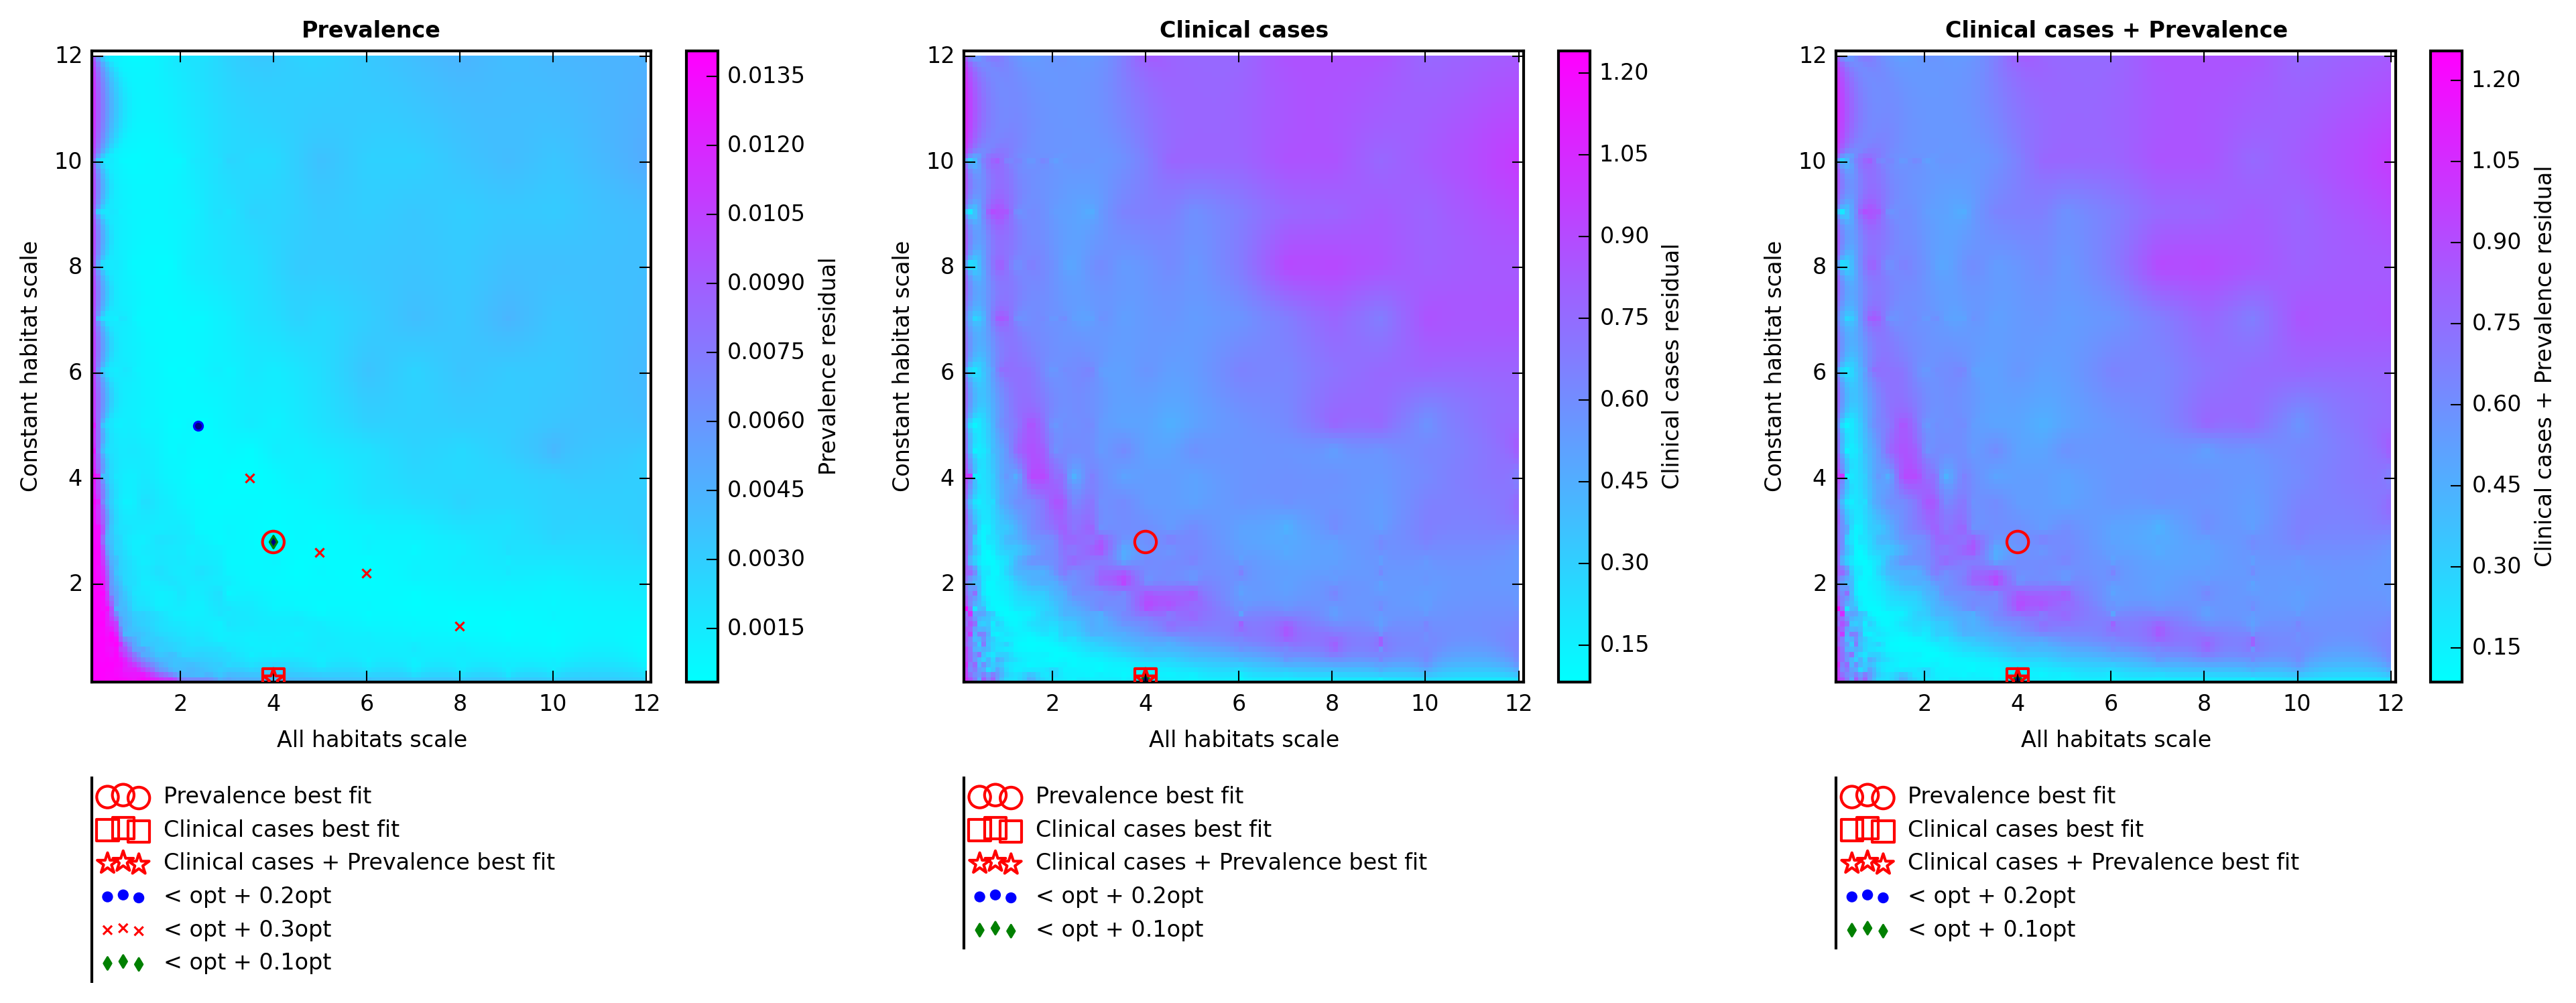 Prevalence
12
10
8
6
4
2
2 4 6 8 10 12
Constant habitat scale
All habitats scale
0.0135
0.0120
0.0105
0.0090
0.0075
0.0060
0.0045
0.0030
0.0015
Prevalence residual
Prevalence best fit
Clinical cases best fit
Clinical cases + Prevalence best fit
< opt + 0.2opt
< opt + 0.3opt
< opt + 0.1opt
Clinical cases
12
10
8
6
4
2
2 4 6 8 10 12
Constant habitat scale
All habitats scale
1.20
1.05
0.90
0.75
0.60
0.45
0.30
0.15
Clinical cases residual
Prevalence best fit
Clinical cases best fit
Clinical cases + Prevalence best fit
< opt + 0.2opt
< opt + 0.1opt
Clinical cases + Prevalence
12
10
8
6
4
2
2 4 6 8 10 12
Constant habitat scale
All habitats scale
1.20
1.05
0.90
0.75
0.60
0.45
0.30
0.15
Clinical cases + Prevalence residual
Prevalence best fit
Clinical cases best fit
Clinical cases + Prevalence best fit
< opt + 0.2opt
< opt + 0.1opt